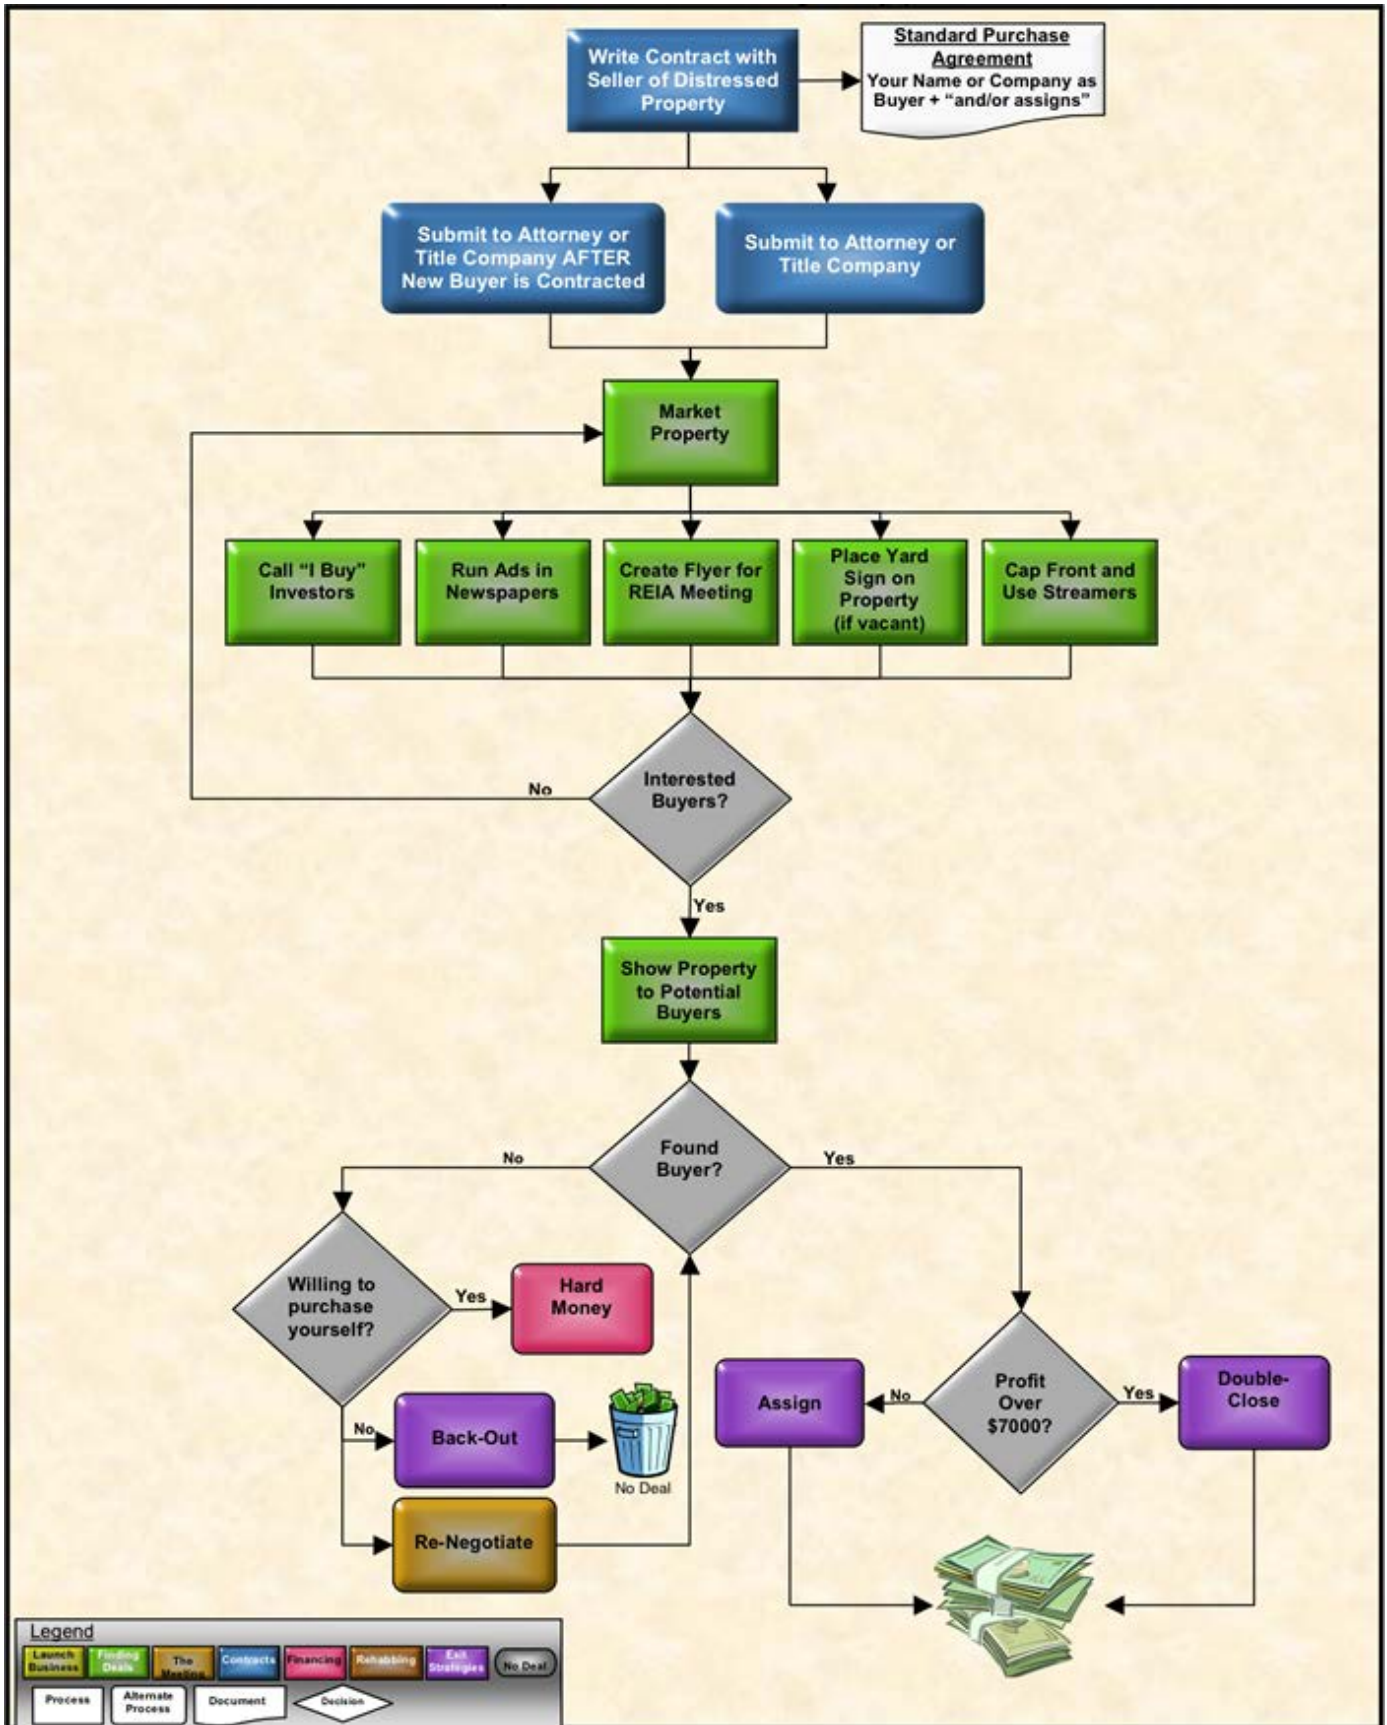 Write Contract with
Seller of Distressed
Property
Standard Purchase
Agreement
Your Name or Company as
Buyer + “and/or assigns”
Submit to Attorney or
Title Company AFTER
New Buyer is Contracted
Submit to Attorney or
Title Company
Market
Property
Call “I Buy”
Investors
Run Ads in
Newspapers
Create Flyer for
REIA Meeting
Place Yard
Sign on
Property
(if vacant)
Cap Front and
Use Streamers
Interested
Buyers?
No
Yes
Show Property
to Potential
Buyers
Found
Buyer?
No
Yes
Willing to
purchase
yourself?
Yes
Hard
Money
No
Back-Out
No Deal
Re-Negotiate
Profit
Over
$7000?
No
Assign
Yes
Double-
Close
Legend
Launch
Business
Finding
Deals
The
Meeting
Contracts
Financing
Rehabbing
Exit
Strategies
No Deal
Process
Alternate
Process
Document
Decision